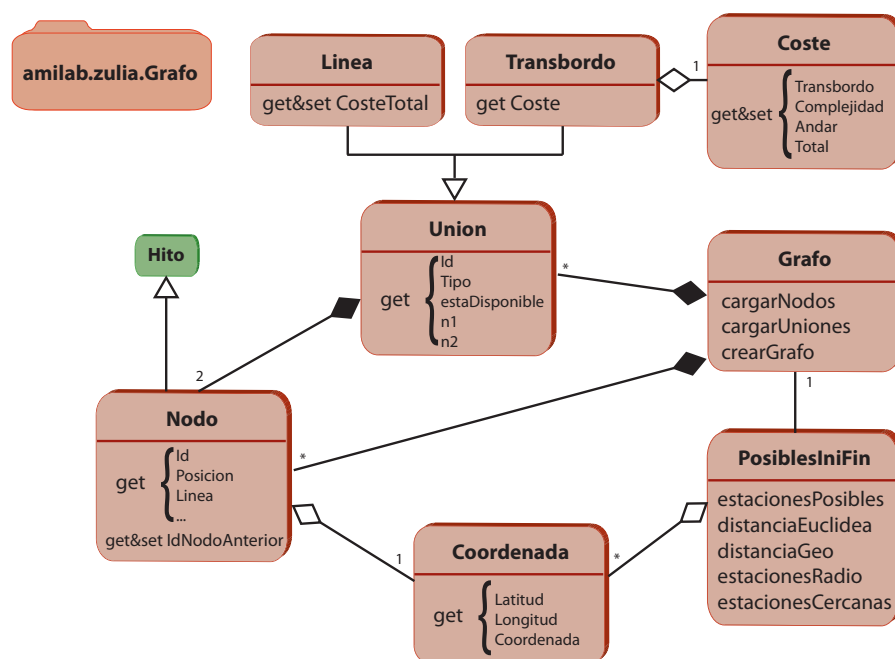 amilab.zulia.Grafo
Linea
get&set CosteTotal
Transbordo
get Coste
1
Coste
get&set
Transbordo
Complejidad
Andar
Total
Hito
Union
get
Id
Tipo
estaDisponible
n1
n2
*
Grafo
cargarNodos
cargarUniones
crearGrafo
2
1
Nodo
get
Id
Posicion
Linea
...
get&set IdNodoAnterior
*
1
Coordenada
get
Latitud
Longitud
Coordenada
*
PosiblesIniFin
estacionesPosibles
distanciaEuclidea
distanciaGeo
estacionesRadio
estacionesCercanas